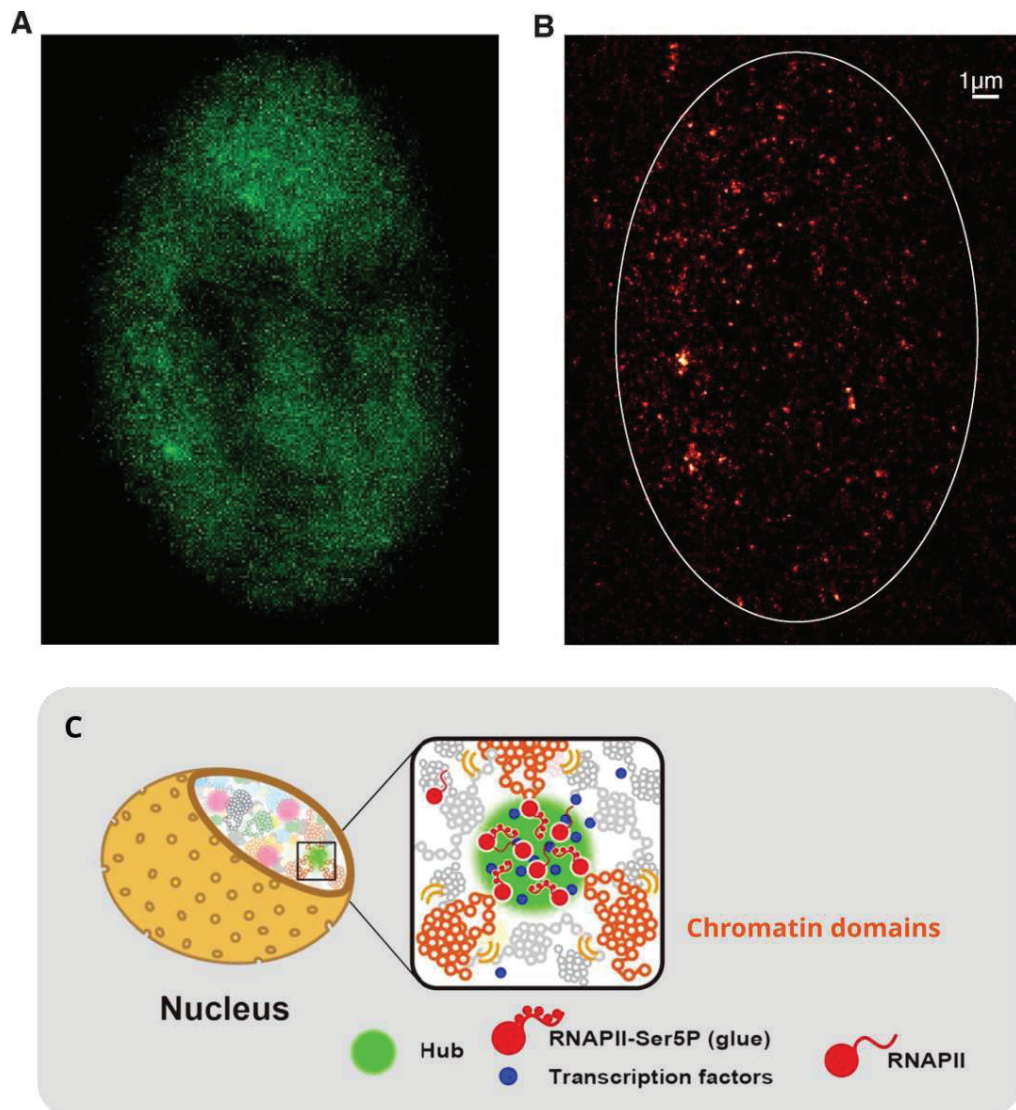 A
B
1μm
C
Chromatin domains
Nucleus
Hub
RNAPII-Ser5P (glue)
Transcription factors
RNAPII